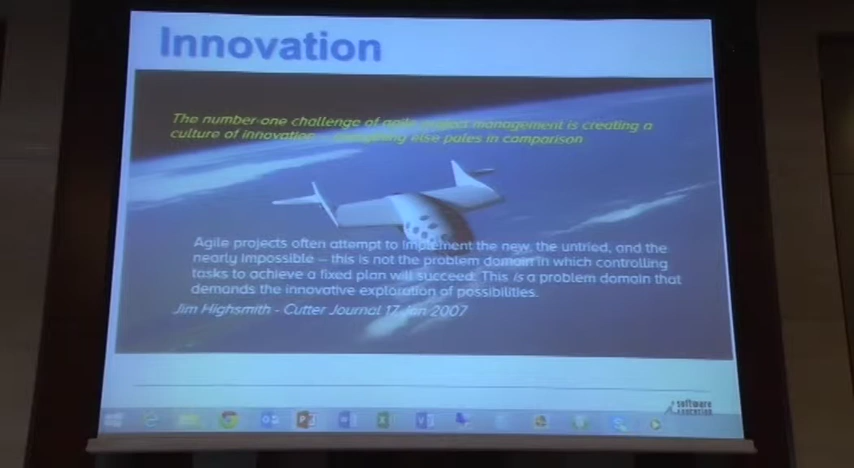 Innovation
The number one challenge of agile project management is creating a
culture of innovation - everything else pales in comparison
Agile projects often attempt to implement the new, the untried, and the
nearly impossible – this is not the problem domain in which controlling
tasks to achieve a fixed plan will succeed. This is a problem domain that
demands the innovative exploration of possibilities.
Jim Highsmith - Cutter Journal 17 Jan 2007
software
education